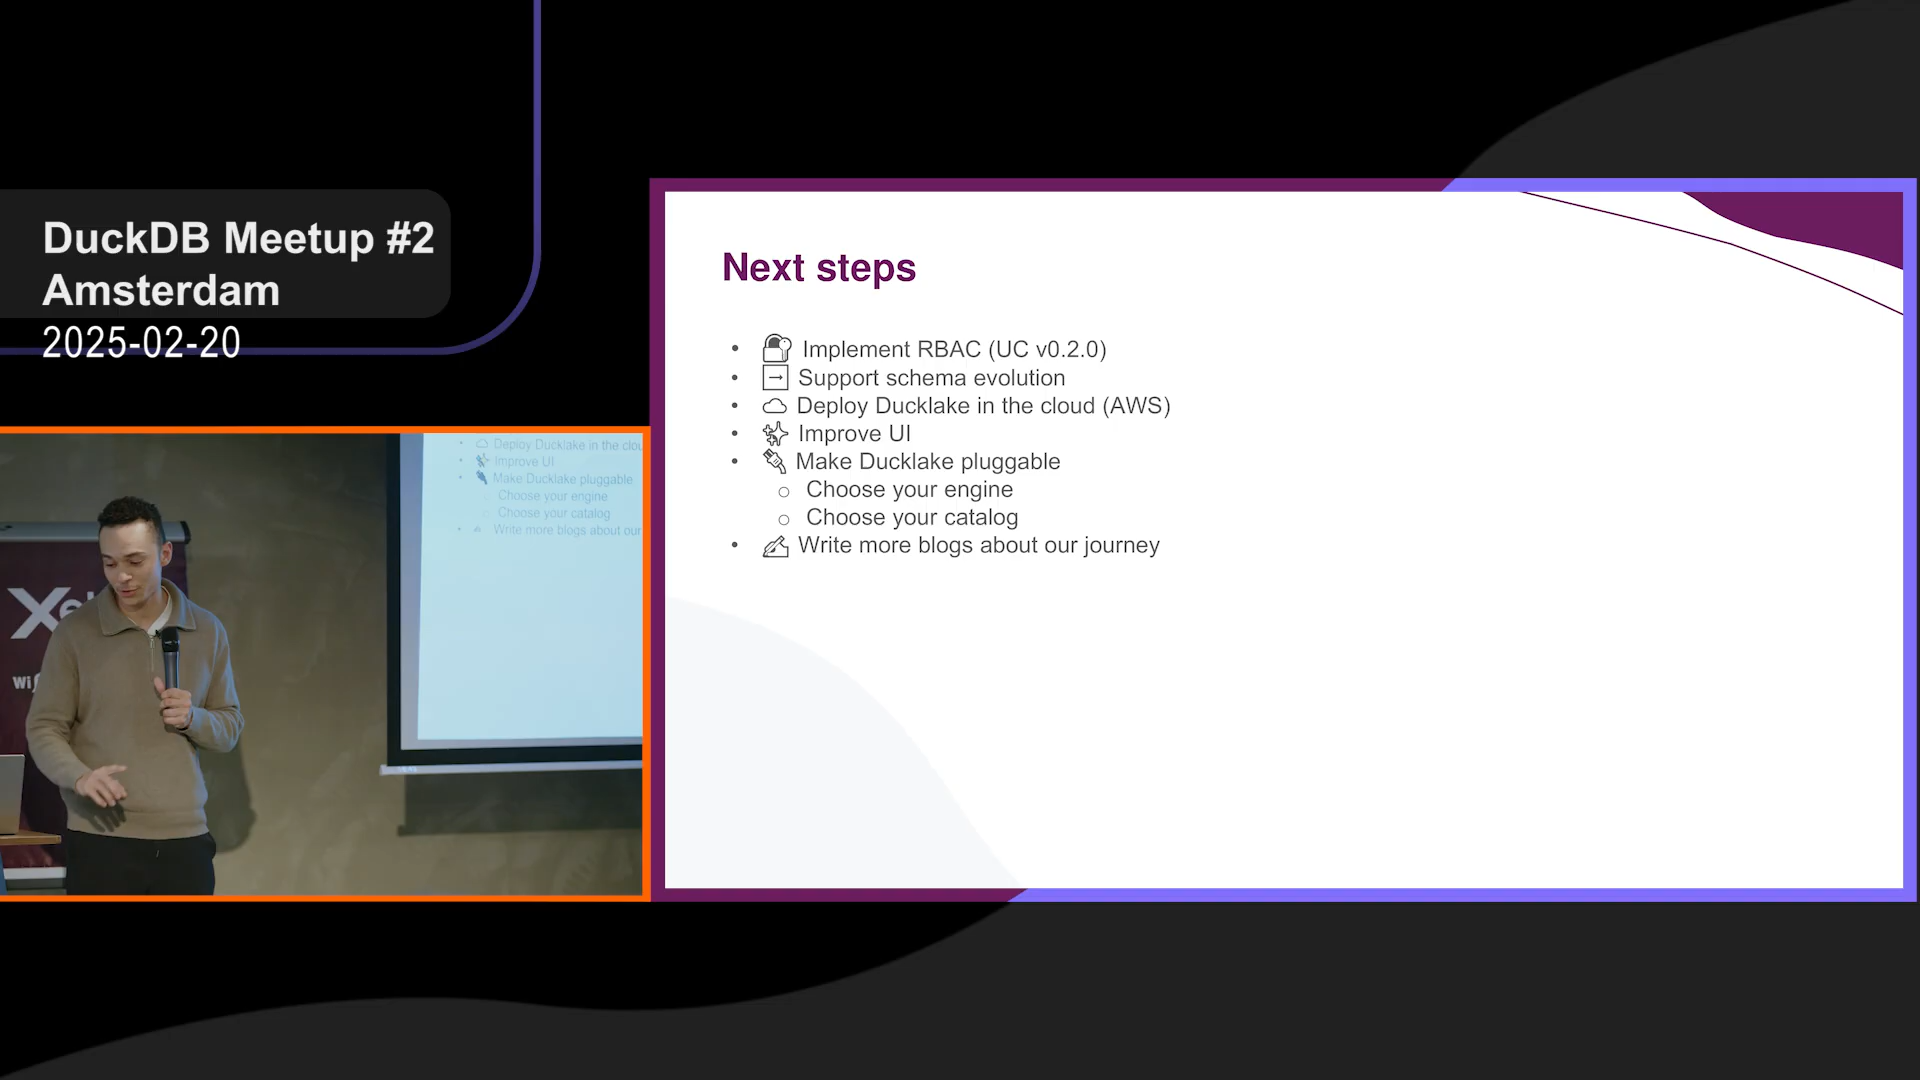 DuckDB Meetup #2
Amsterdam
2025-02-20
Next steps
Implement RBAC (UC v0.2.0)
Support schema evolution
Deploy Ducklake in the cloud (AWS)
Improve UI
Make Ducklake pluggable
Choose your engine
Choose your catalog
Write more blogs about our journey
Deploy Ducklake in the clou
Improve UI
Make Ducklake pluggable
Choose your engine
Choose your catalog
Write more blogs about our
Xe
Wi